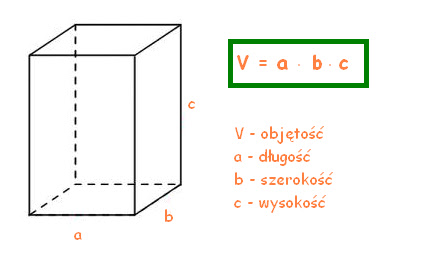 V = a · b · c
c
V - objętość
a - długość
b - szerokość
c - wysokość
b
a